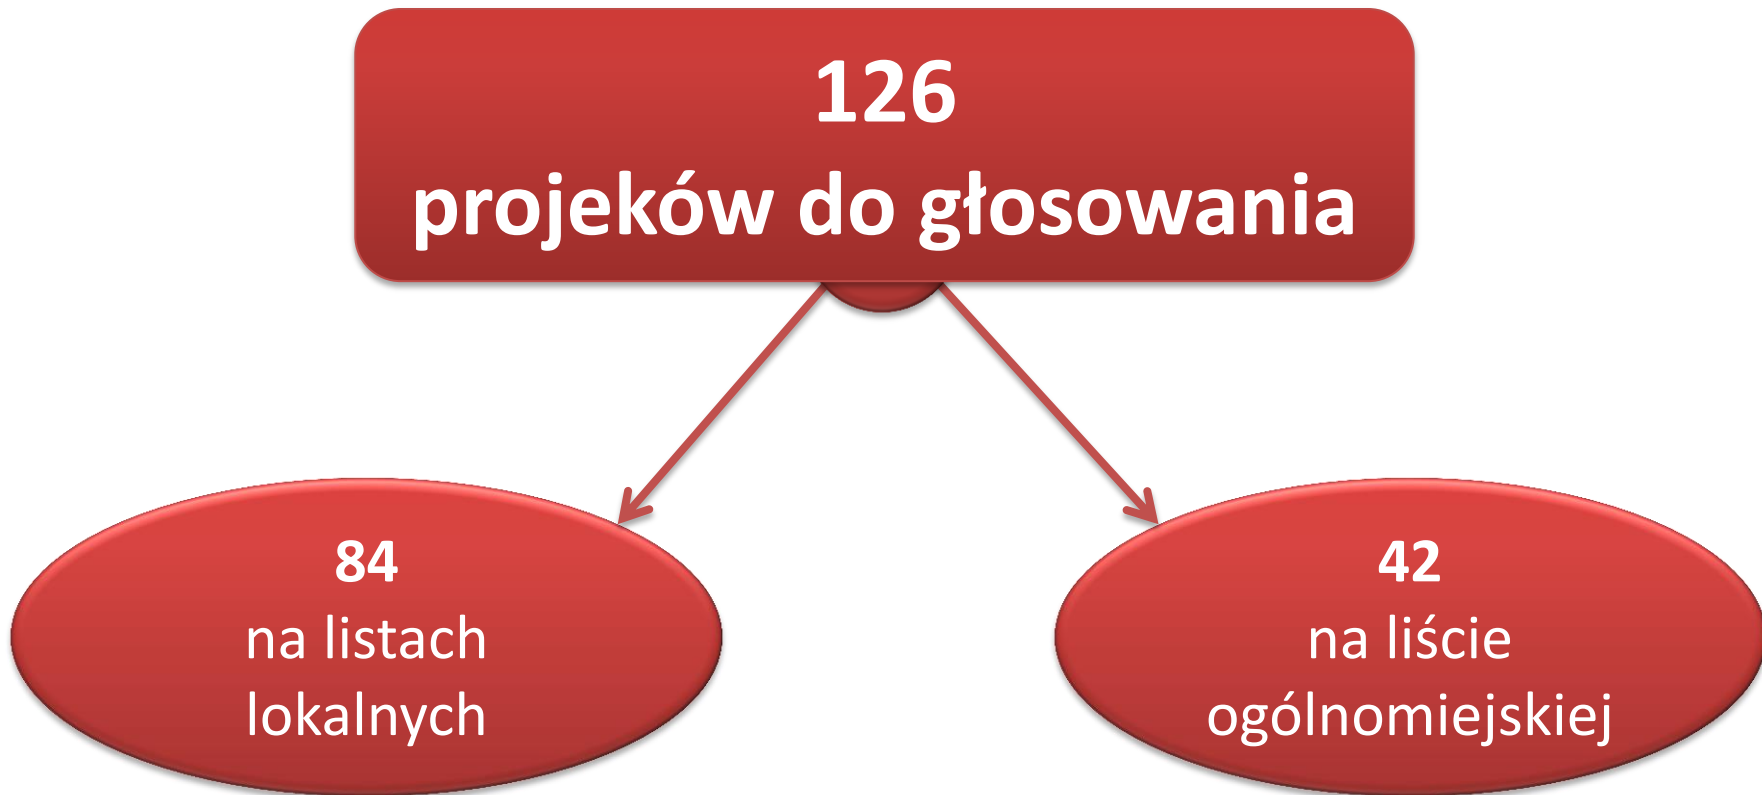 126
projeków do głosowania
84
na listach
lokalnych
42
na liście
ogólnomiejskiej